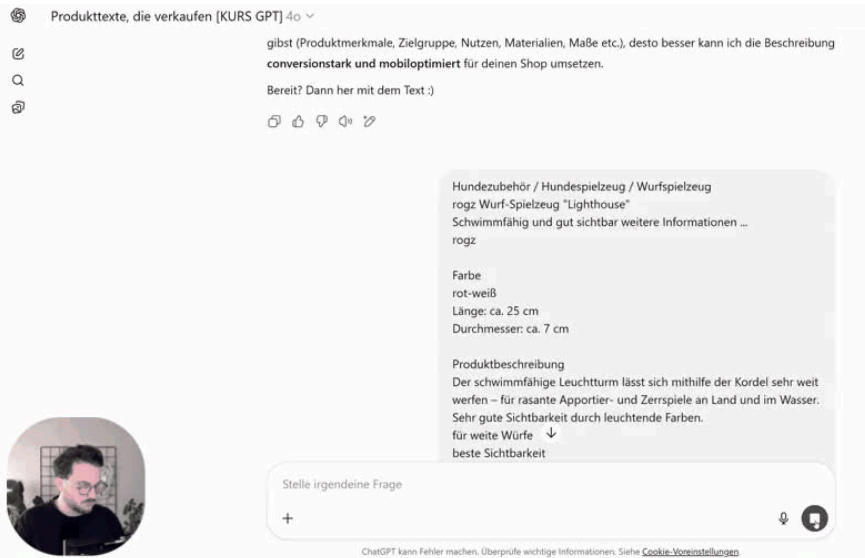 Produkttexte, die verkaufen [KURS GPT] 4o
gibst (Produktmerkmale, Zielgruppe, Nutzen, Materialien, Maße etc.), desto besser kann ich die Beschreibung
conversionstark und mobiloptimiert für deinen Shop umsetzen.
Bereit? Dann her mit dem Text :)
Hundezubehör / Hundespielzeug / Wurfspielzeug
rogz Wurf-Spielzeug "Lighthouse"
Schwimmfähig und gut sichtbar weitere Informationen ...
rogz
Farbe
rot-weiß
Länge: ca. 25 cm
Durchmesser: ca. 7 cm
Produktbeschreibung
Der schwimmfähige Leuchtturm lässt sich mithilfe der Kordel sehr weit
werfen – für rasante Apportier- und Zerrspiele an Land und im Wasser.
Sehr gute Sichtbarkeit durch leuchtende Farben.
für weite Würfe
beste Sichtbarkeit
Stelle irgendeine Frage
ChatGPT kann Fehler machen. Überprüfe wichtige Informationen. Siehe Cookie-Voreinstellungen.